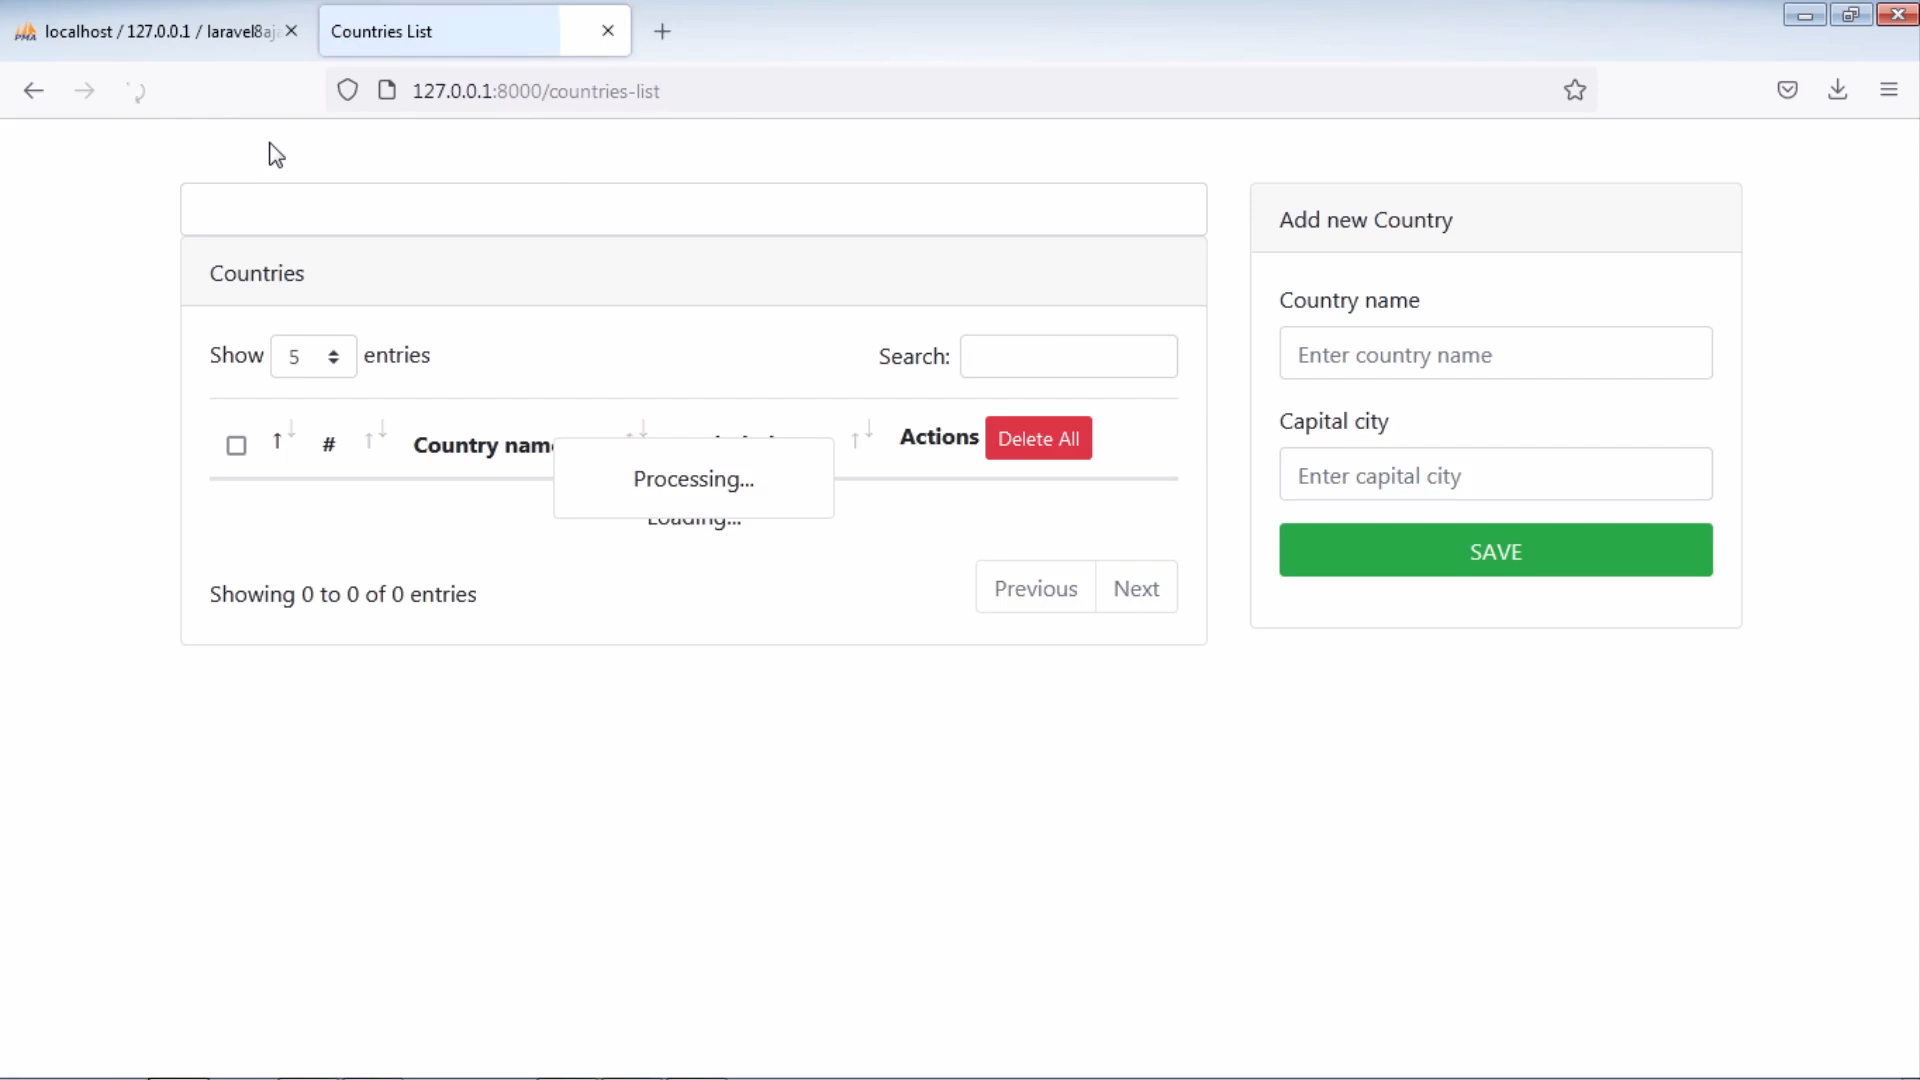 localhost / 127.0.0.1 / laravel8aj
Countries List
127.0.0.1:8000/countries-list
Add new Country
Countries
Country name
Enter country name
Show 5 entries
Search:
Capital city
Enter capital city
#
Country name
Actions
Delete All
Processing...
Loading...
SAVE
Showing 0 to 0 of 0 entries
Previous
Next